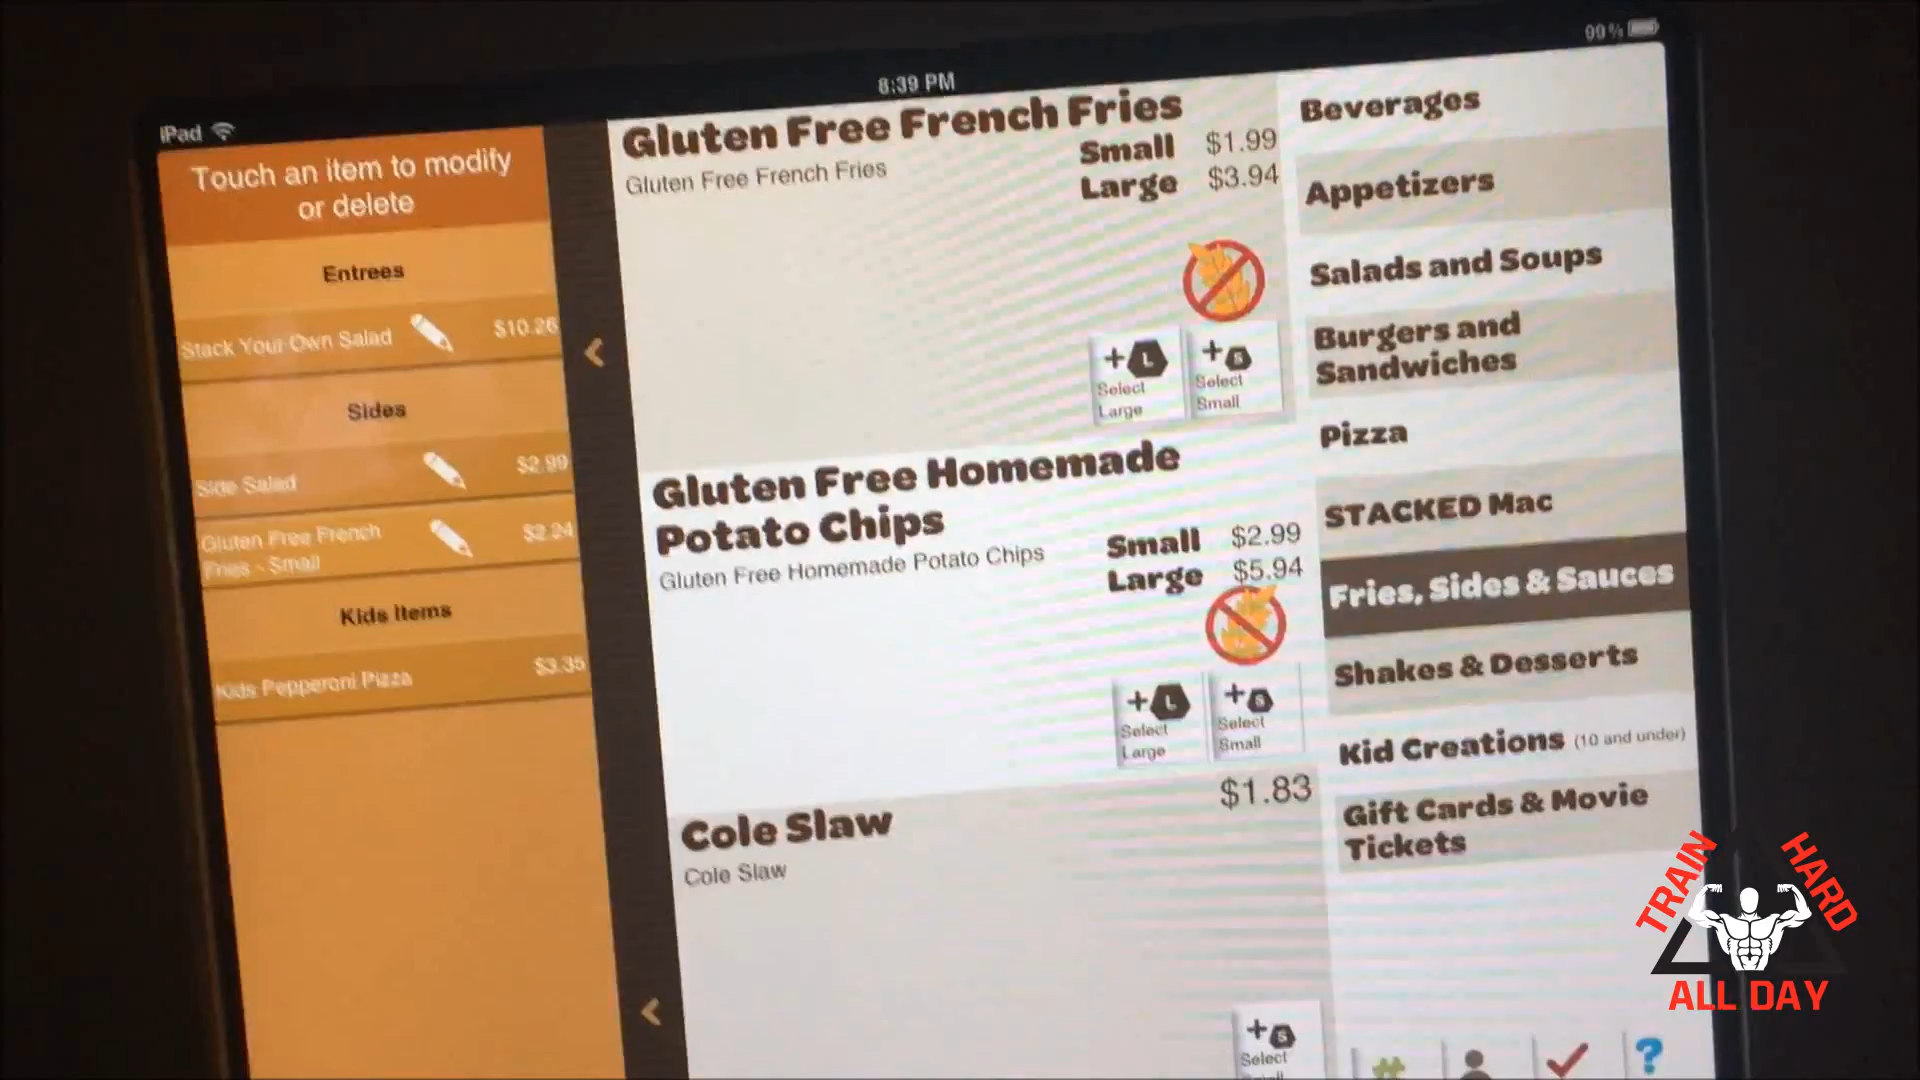 99%
8:39 PM
iPad
Touch an item to modify
or delete
Entrees
Stack Your Own Salad $10.26
Sides
Side Salad $2.99
Gluten Free French $2.24
Fries - Small
Kids Items
Kids Pepperoni Pizza $3.35
Gluten Free French Fries
Gluten Free French Fries
Small $1.99
Large $3.94
+L
Select
Large
+S
Select
Small
Gluten Free Homemade
Potato Chips
Gluten Free Homemade Potato Chips
Small $2.99
Large $5.94
+L
Select
Large
+S
Select
Small
$1.83
Cole Slaw
Cole Slaw
+S
Select
Small
Beverages
Appetizers
Salads and Soups
Burgers and
Sandwiches
Pizza
STACKED Mac
Fries, Sides & Sauces
Shakes & Desserts
Kid Creations (10 and under)
Gift Cards & Movie
Tickets
#
?
TRAIN HARD
ALL DAY